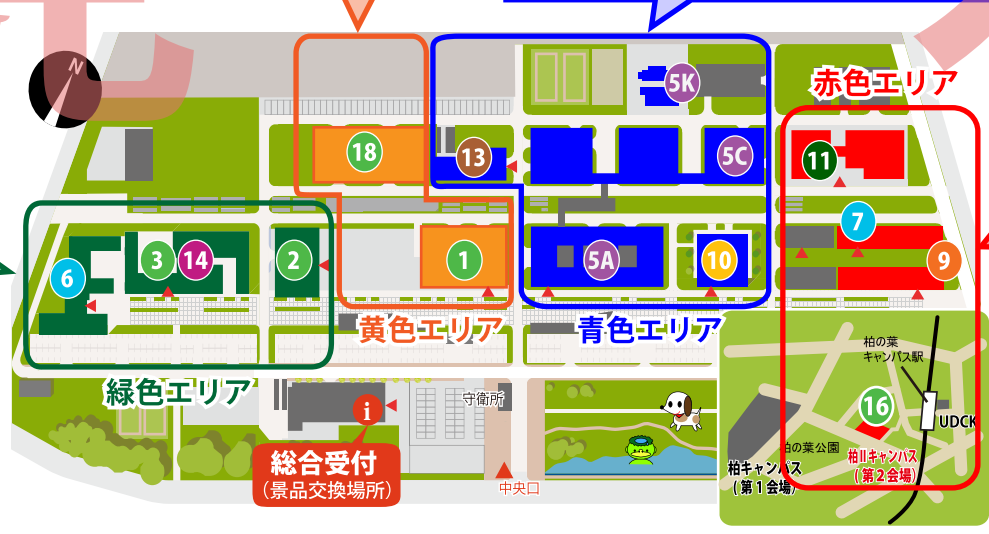 N
赤色エリア
5K
18
13
5C
11
7
6
3
14
2
1
5A
10
9
黄色エリア
青色エリア
緑色エリア
柏の葉
キャンパス駅
守衛所
i
16
UDCK
総合受付
(景品交換場所)
中央口
柏の葉公園
柏IIキャンパス
(第2会場)
柏キャンパス
(第1会場)